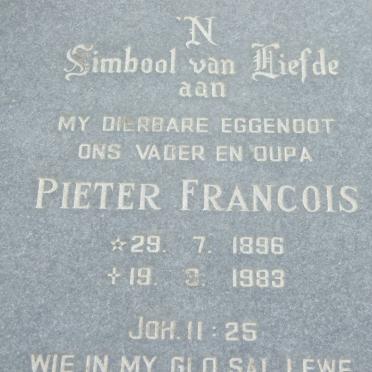 'N
Simbool van Liefde
aan
MY DIERBARE EGGENOOT
ONS VADER EN OUPA
PIETER FRANCOIS
☆29. 7. 1896
✝19. 3. 1983
JOH. 11:25
WIE IN MY GLO SAL LEWE